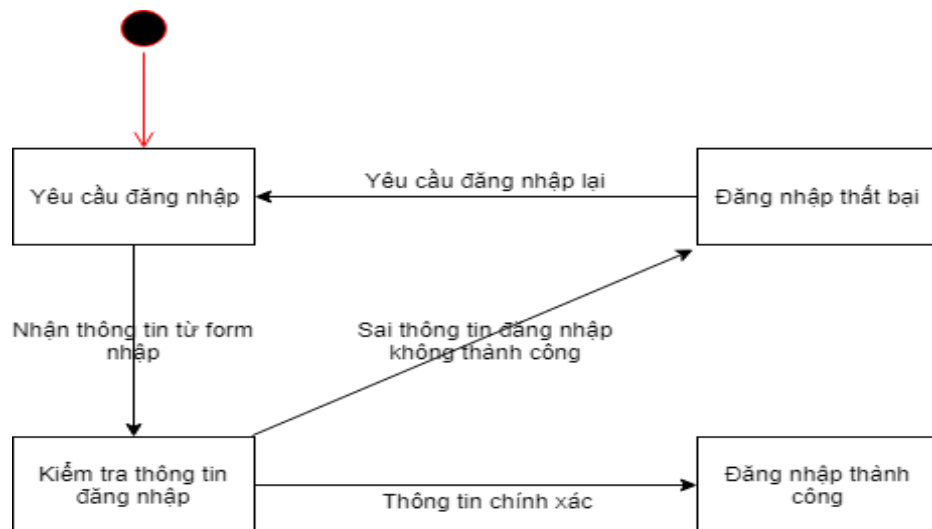 Yêu cầu đăng nhập
Yêu cầu đăng nhập lại
Đăng nhập thất bại
Nhận thông tin từ form
nhập
Sai thông tin đăng nhập
không thành công
Kiểm tra thông tin
đăng nhập
Thông tin chính xác
Đăng nhập thành
công